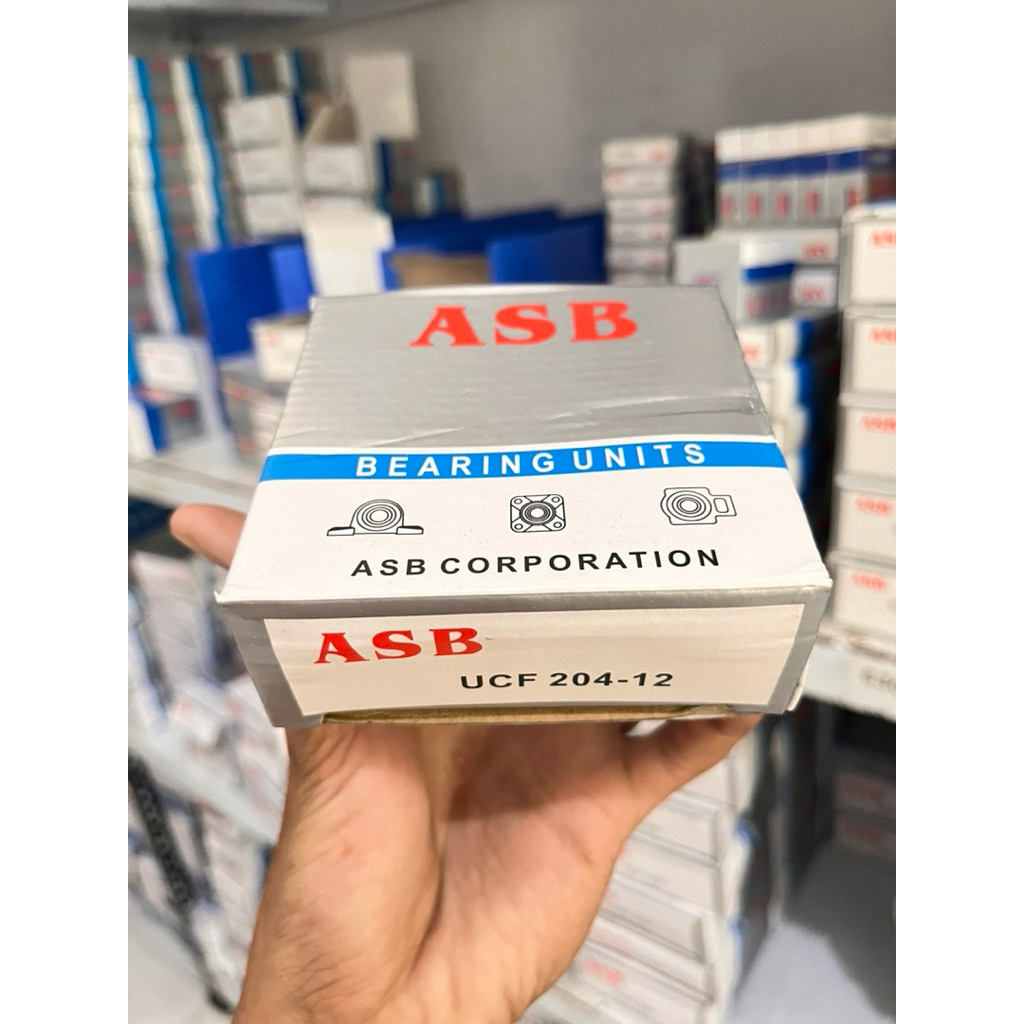 ASB
BEARING UNITS
ASB CORPORATION
ASB
UCF 204-12